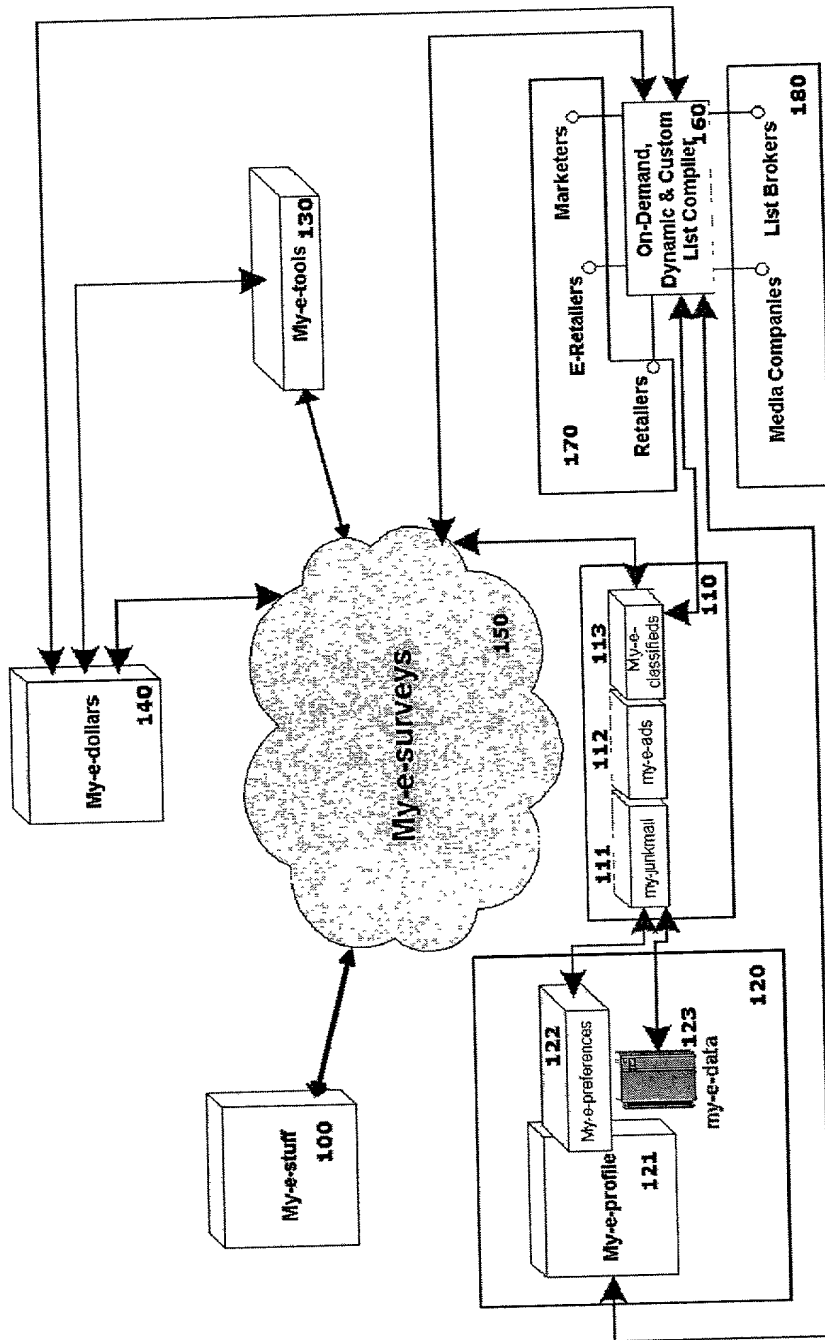 My-e-stuff
100
My-e-dollars
140
My-e-tools
130
My-e-surveys
150
My-e-profile
121
My-e-preferences
122
123
my-e-data
120
111
my-junkmail
112
my-e-ads
113
My-e-
classifieds
110
170
Retailers
E-Retailers
Marketers
On-Demand,
Dynamic & Custom
List Compiler
160
Media Companies
List Brokers
180